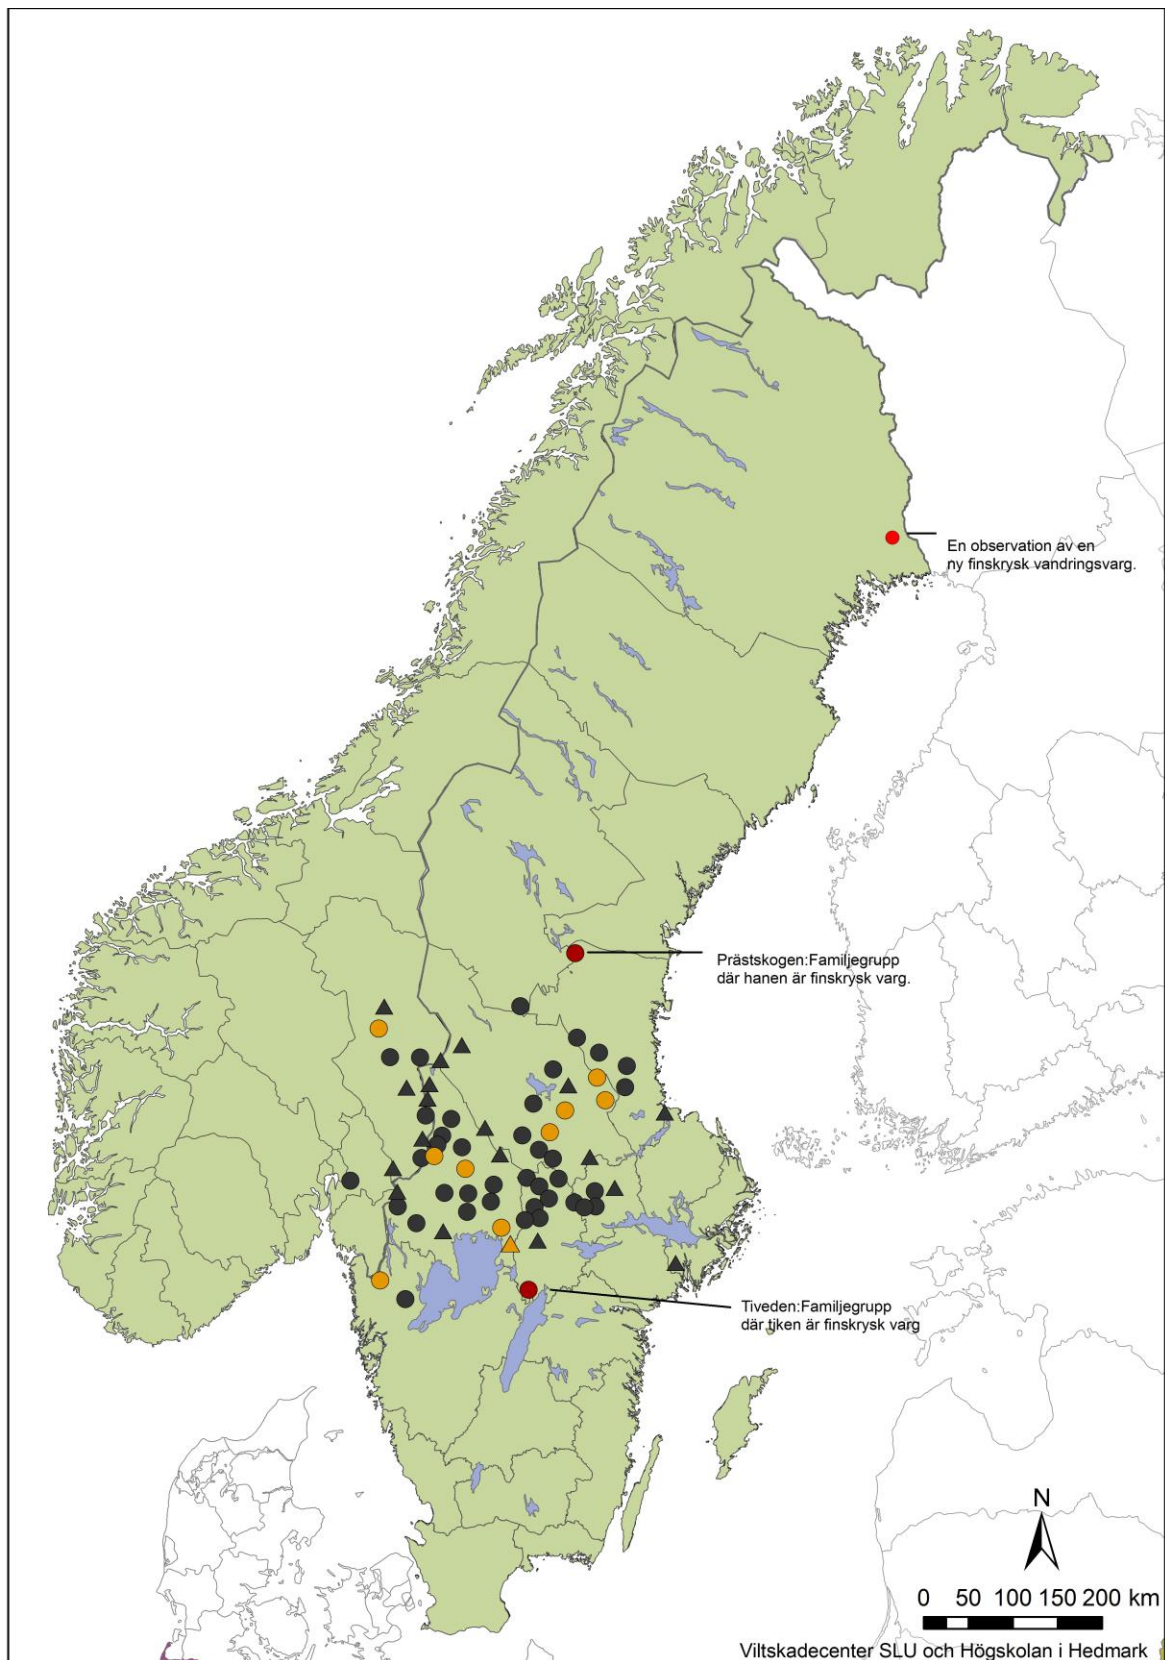 En observation av en
ny finskrysk vandringsvarg.
Prästskogen:Familjegrupp
där hanen är finskrysk varg.
Tiveden:Familjegrupp
där tiken är finskrysk varg
N
0 50 100 150 200 km
Viltskadecenter SLU och Högskolan i Hedmark